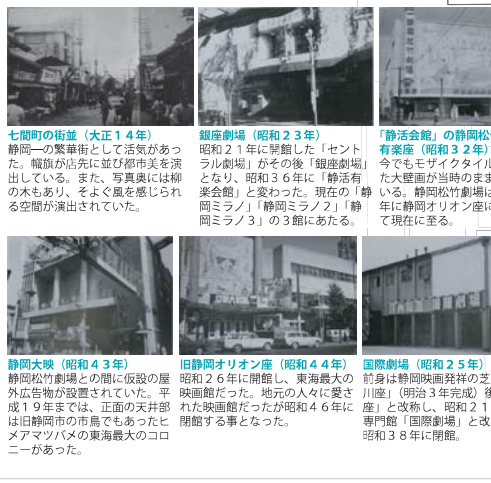 七間町の街並（大正１４年）
静岡一の繁華街として活気があっ
た。幟旗が店先に並び都市美を演
出している。また、写真奥には柳
の木もあり、そよぐ風を感じられ
る空間が演出されていた。
銀座劇場（昭和２３年）
昭和２１年に開館した「セント
ラル劇場」がその後「銀座劇場」
となり、昭和３６年に「静活有
楽会館」と変わった。現在の「静
岡ミラノ」「静岡ミラノ２」「静
岡ミラノ３」の３館にあたる。
「静活会館」の静岡松
有楽座（昭和３２年）
今でもモザイクタイル
た大壁画が当時のまま
いる。静岡松竹劇場は
年に静岡オリオン座に
て現在に至る。
静岡大映（昭和４３年）
静岡松竹劇場との間に仮設の屋
外広告物が設置されていた。平
成１９年までは、正面の天井部
は旧静岡市の市鳥でもあったヒ
メアマツバメの東海最大のコロ
ニーがあった。
旧静岡オリオン座（昭和４４年）
昭和２６年に開館し、東海最大の
映画館だった。地元の人々に愛さ
れた映画館だったが昭和４６年に
閉館する事となった。
国際劇場（昭和２５年）
前身は静岡映画発祥の芝
川座」（明治３年完成）後
座」と改称し、昭和２１
専門館「国際劇場」と改
昭和３８年に閉館。